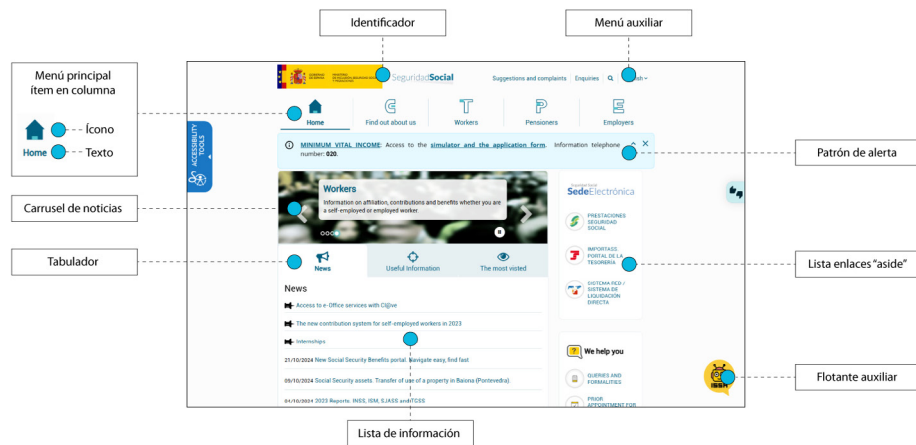 Identificador
Menú auxiliar
Menú principal
ítem en columna
Ícono
Home
Texto
Carrusel de noticias
Tabulador
Lista de información
Patrón de alerta
Lista enlaces "aside"
Flotante auxiliar
SeguridadSocial
Suggestions and complaints
Enquiries
Home
Find out about us
Workers
Pensioners
Employers
ACCESSIBILITY
TOOLS
MINIMUM VITAL INCOME: Access to the simulator and the application form. Information telephone
number: 020.
Workers
Information on affiliation, contributions and benefits whether you are
a self-employed or employed worker.
News
Useful Information
The most visited
News
Access to e-Office services with Cl@ve
The new contribution system for self-employed workers in 2023
Internships
21/10/2024 New Social Security Benefits portal. Navigate easy, find fast
09/10/2024 Social Security assets. Transfer of use of a property in Baiona (Pontevedra).
04/10/2024 2023 Reports: INSS, ISM, SJASS and TGSS
SedeElectrónica
PRESTACIONES
SEGURIDAD
SOCIAL
IMPORTASS
PORTAL DE LA
TESORERÍA
SISTEMA RED /
SISTEMA DE
LIQUIDACIÓN
DIRECTA
We help you
QUERIES AND
FORMALITIES
PRIOR
APPOINTMENT FOR
ISSA